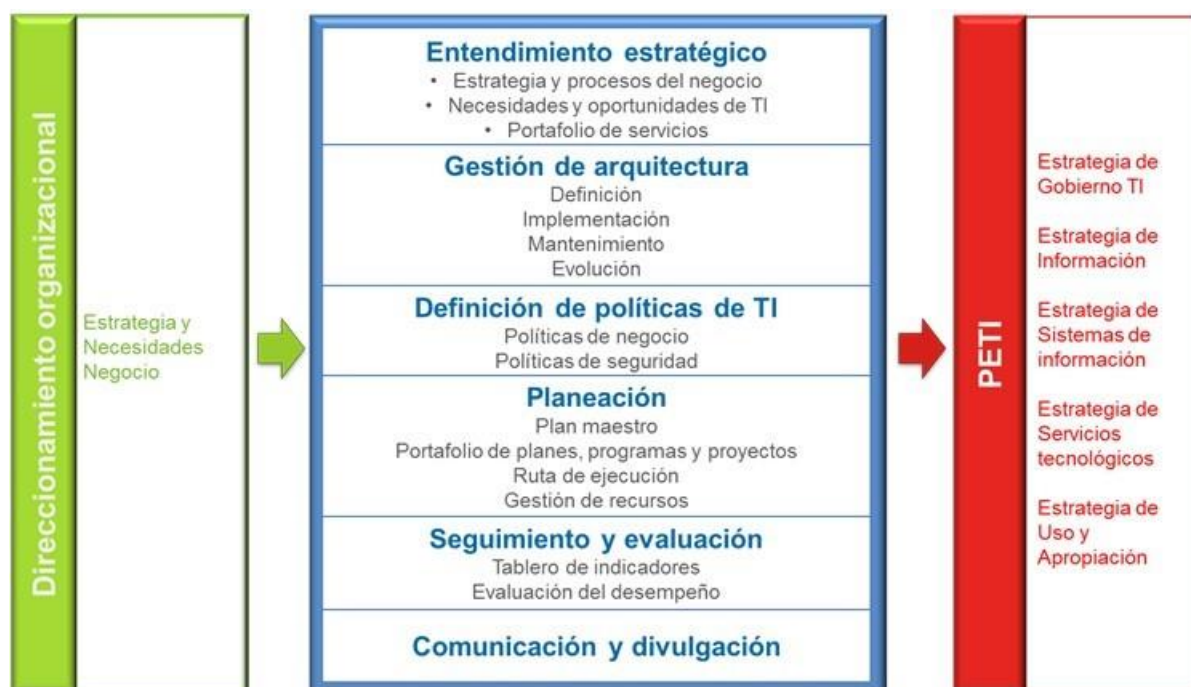 Direccionamiento organizacional
Estrategia y
Necesidades
Negocio
Entendimiento estratégico
• Estrategia y procesos del negocio
• Necesidades y oportunidades de TI
• Portafolio de servicios
Gestión de arquitectura
Definición
Implementación
Mantenimiento
Evolución
Definición de políticas de TI
Políticas de negocio
Políticas de seguridad
Planeación
Plan maestro
Portafolio de planes, programas y proyectos
Ruta de ejecución
Gestión de recursos
Seguimiento y evaluación
Tablero de indicadores
Evaluación del desempeño
Comunicación y divulgación
PETI
Estrategia de
Gobierno TI
Estrategia de
Información
Estrategia de
Sistemas de
información
Estrategia de
Servicios
tecnológicos
Estrategia de
Uso y
Apropiación